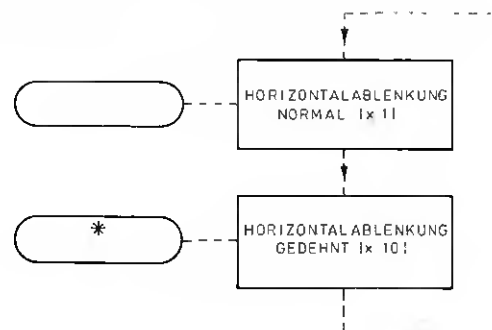 HORIZONTALABLENKUNG
NORMAL [x 1]
*
HORIZONTALABLENKUNG
GEDEHNT [x 10]